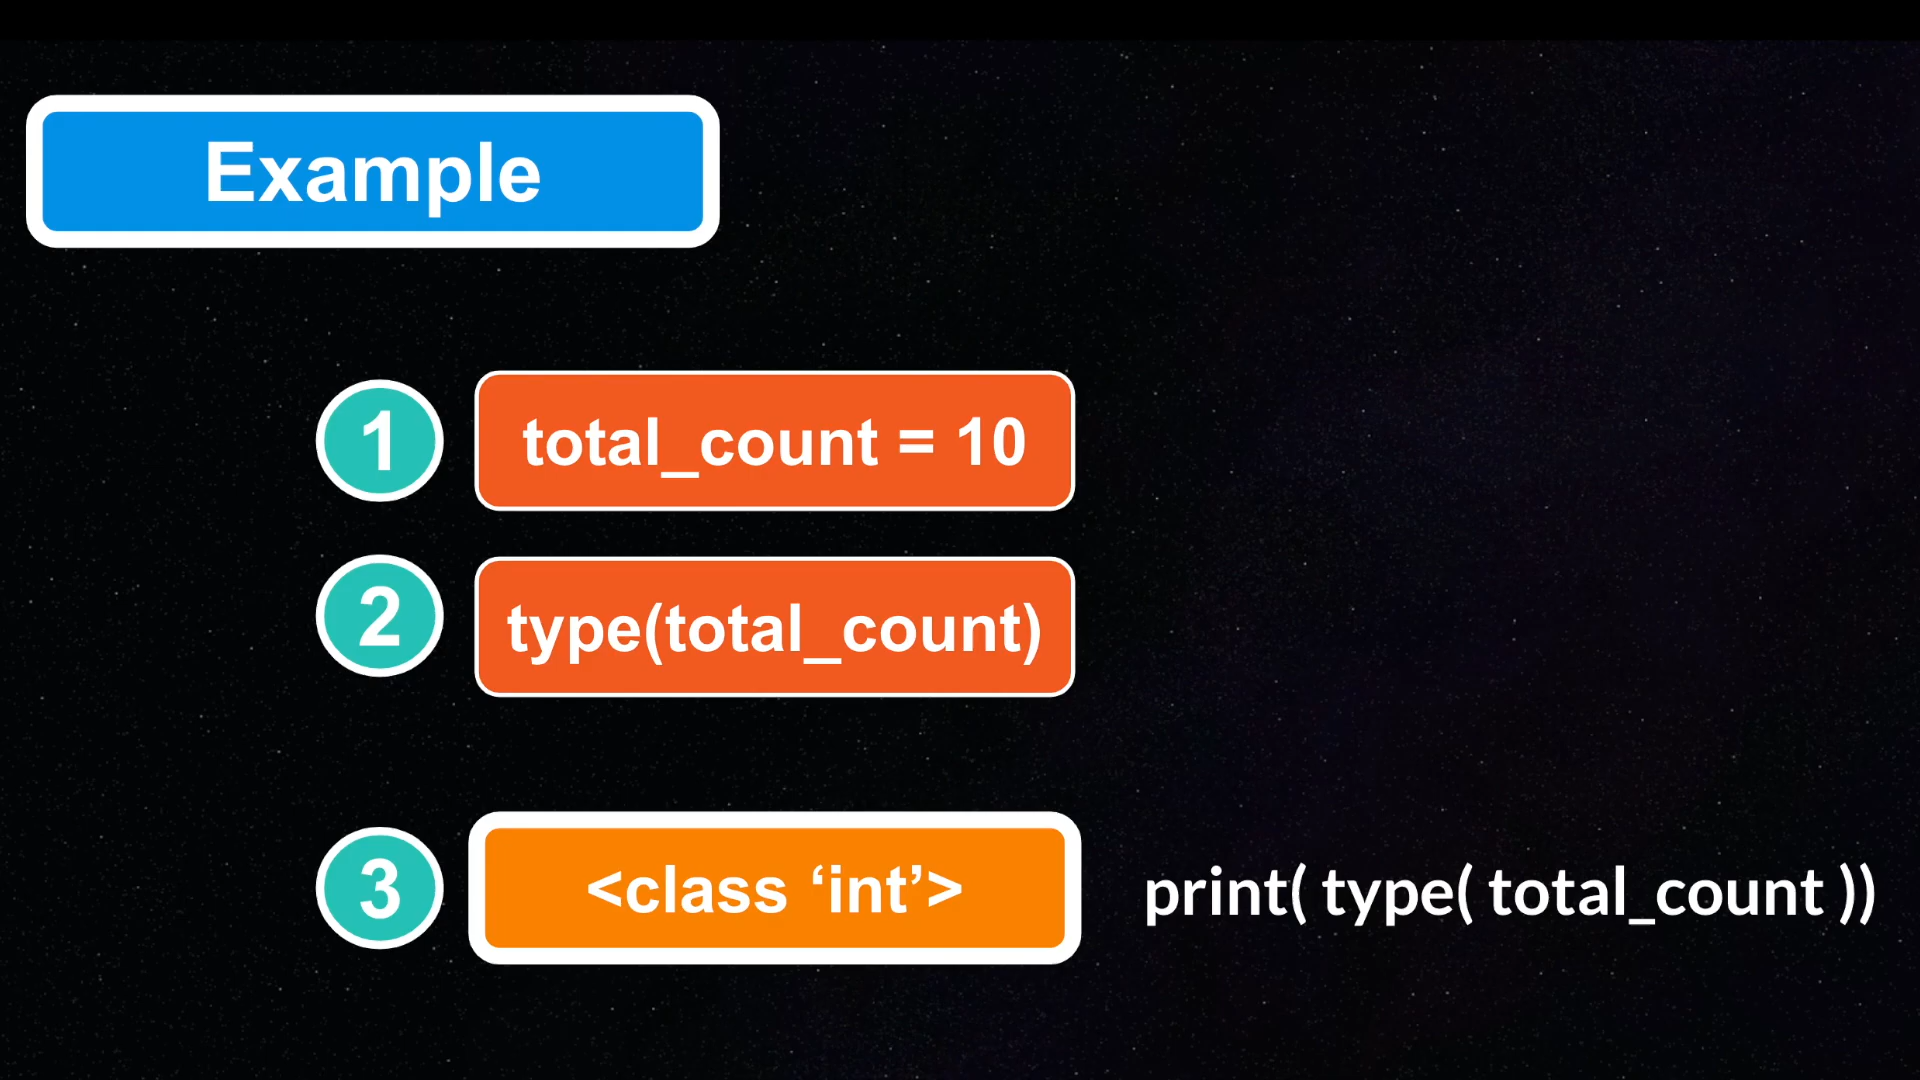 Example
1 total_count = 10
2 type(total_count)
3 <class ‘int’> print( type( total_count ))